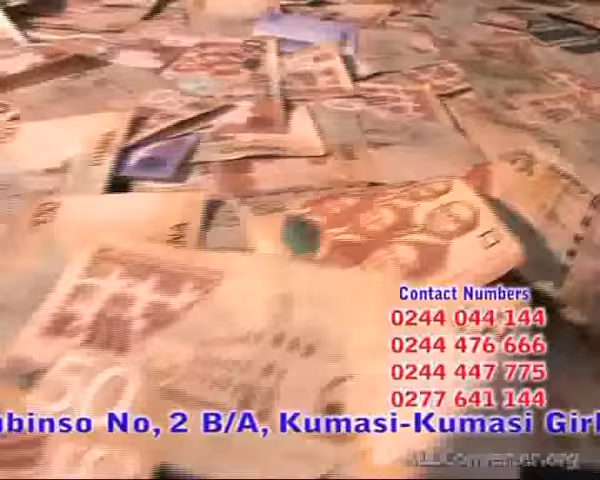 50
Contact Numbers
0244 044 144
0244 476 666
0244 447 775
0277 641 144
ubinso No, 2 B/A, Kumasi-Kumasi Girl